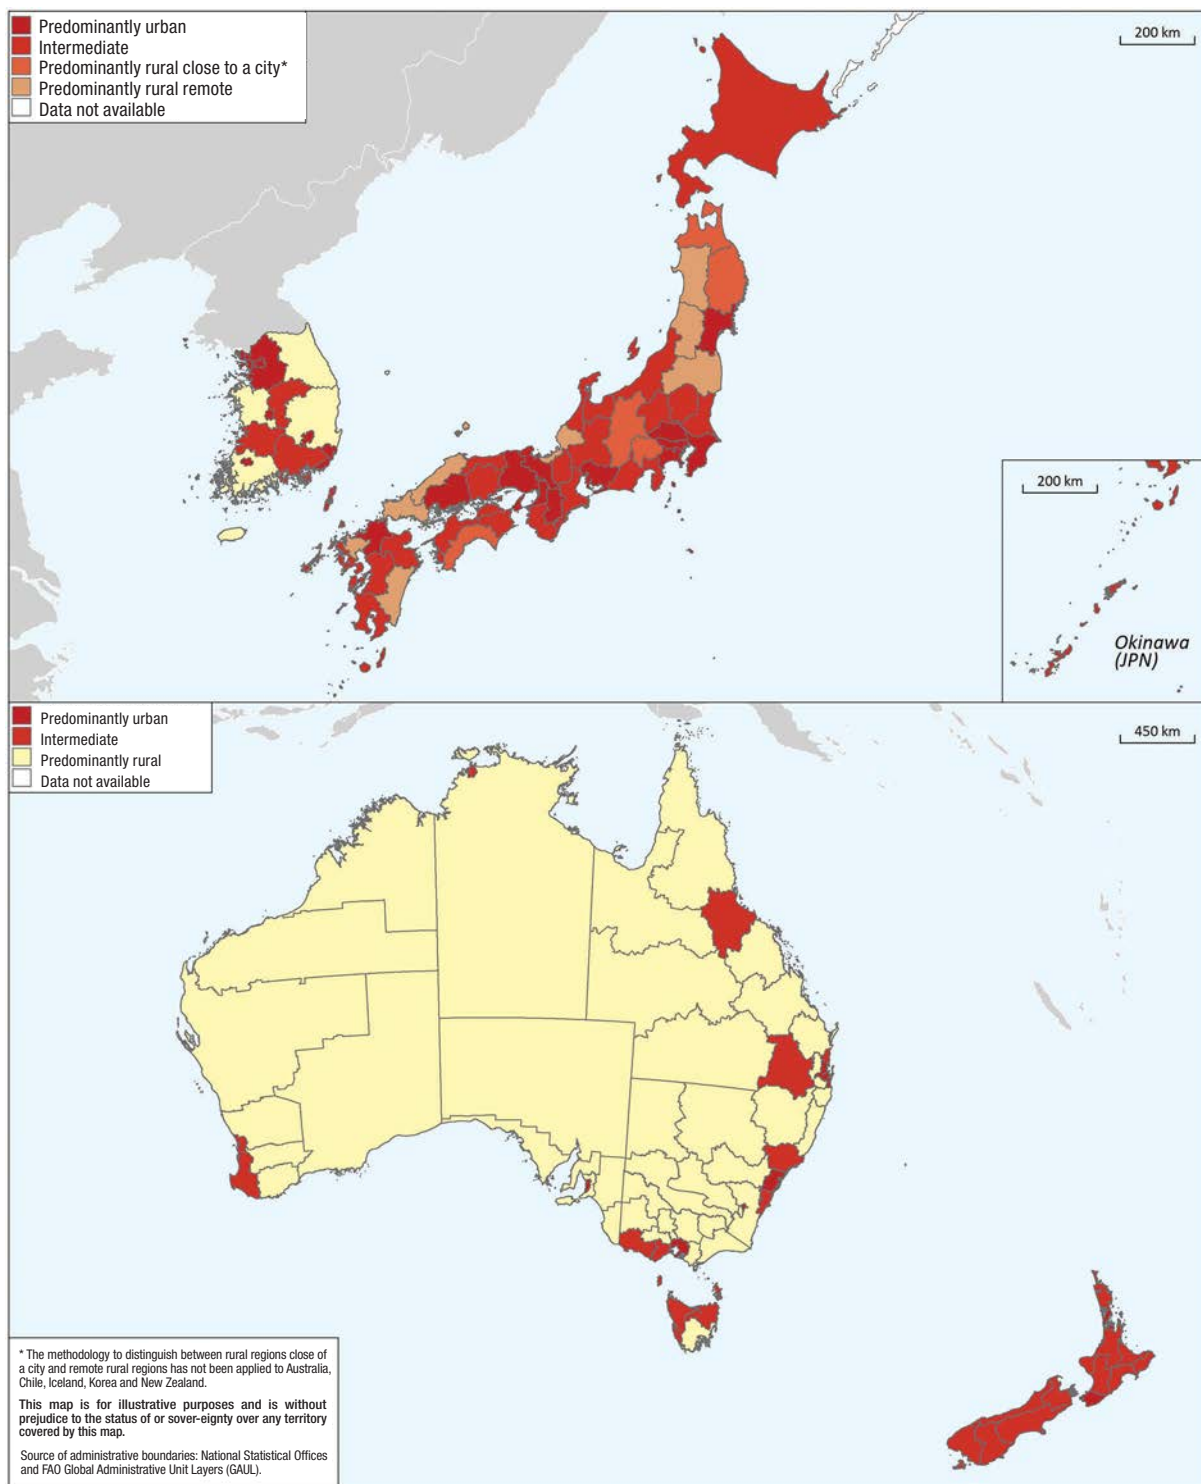 Predominantly urban
Intermediate
Predominantly rural close to a city*
Predominantly rural remote
Data not available
200 km
200 km
Okinawa
(JPN)
Predominantly urban
Intermediate
Predominantly rural
Data not available
450 km
* The methodology to distinguish between rural regions close of
a city and remote rural regions has not been applied to Australia,
Chile, Iceland, Korea and New Zealand.
This map is for illustrative purposes and is without
prejudice to the status of or sover-eignty over any territory
covered by this map.
Source of administrative boundaries: National Statistical Offices
and FAO Global Administrative Unit Layers (GAUL).